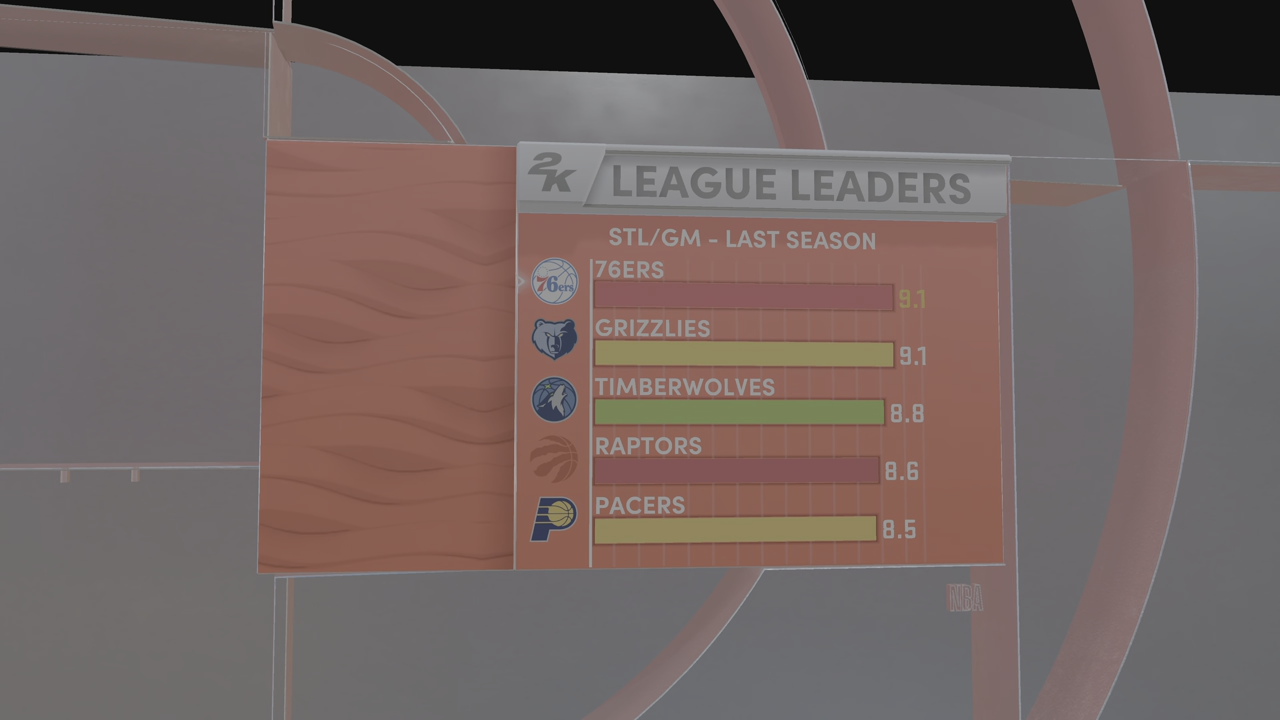 2K LEAGUE LEADERS
STL/GM - LAST SEASON
76ERS
76ers
9.1
GRIZZLIES
9.1
TIMBERWOLVES
8.8
RAPTORS
8.6
PACERS
8.5
NBA